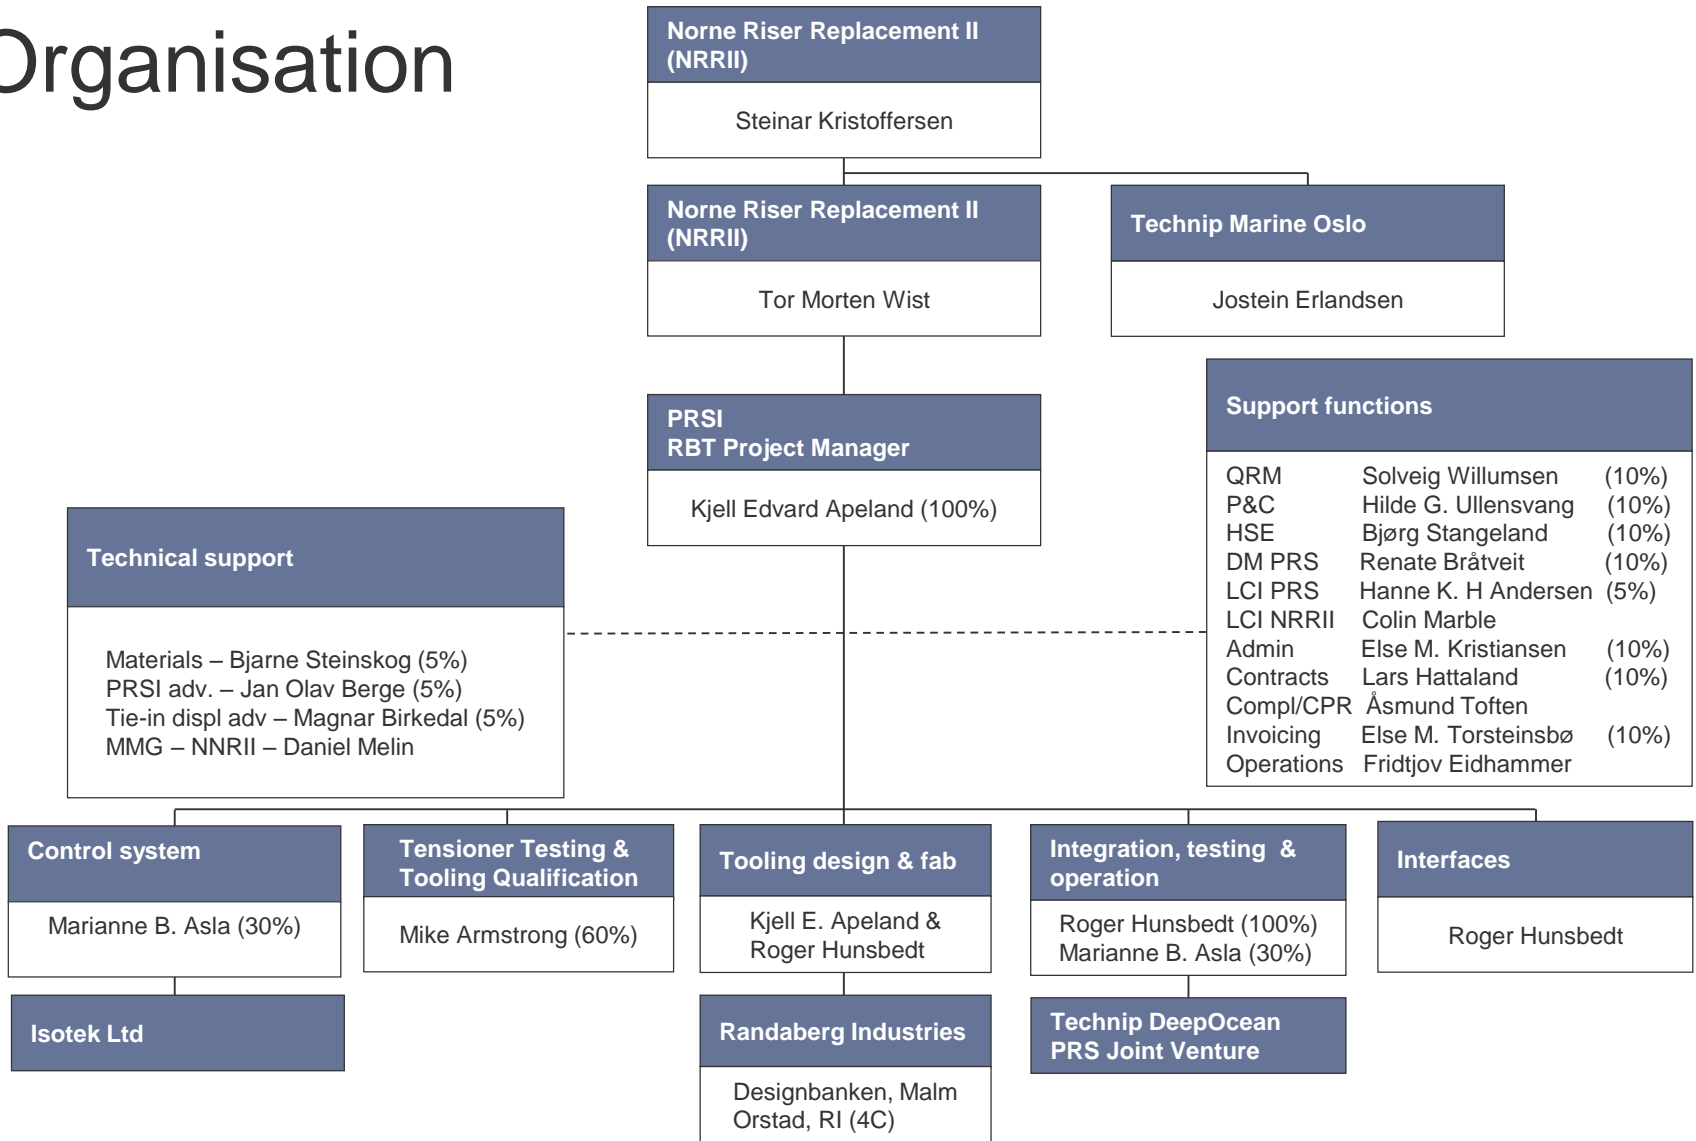 Organisation
Norne Riser Replacement II
(NRRII)
Steinar Kristoffersen
Norne Riser Replacement II
(NRRII)
Tor Morten Wist
Technip Marine Oslo
Jostein Erlandsen
PRSI
RBT Project Manager
Kjell Edvard Apeland (100%)
Support functions
QRM Solveig Willumsen (10%)
P&C Hilde G. Ullensvang (10%)
HSE Bjørg Stangeland (10%)
DM PRS Renate Bråtveit (10%)
LCI PRS Hanne K. H Andersen (5%)
LCI NRRII Colin Marble
Admin Else M. Kristiansen (10%)
Contracts Lars Hattaland (10%)
Compl/CPR Åsmund Toften
Invoicing Else M. Torsteinsbø (10%)
Operations Fridtjov Eidhammer
Technical support
Materials – Bjarne Steinskog (5%)
PRSI adv. – Jan Olav Berge (5%)
Tie-in displ adv – Magnar Birkedal (5%)
MMG – NNRII – Daniel Melin
Control system
Marianne B. Asla (30%)
Isotek Ltd
Tensioner Testing &
Tooling Qualification
Mike Armstrong (60%)
Tooling design & fab
Kjell E. Apeland &
Roger Hunsbedt
Randaberg Industries
Designbanken, Malm
Orstad, RI (4C)
Integration, testing &
operation
Roger Hunsbedt (100%)
Marianne B. Asla (30%)
Technip DeepOcean
PRS Joint Venture
Interfaces
Roger Hunsbedt